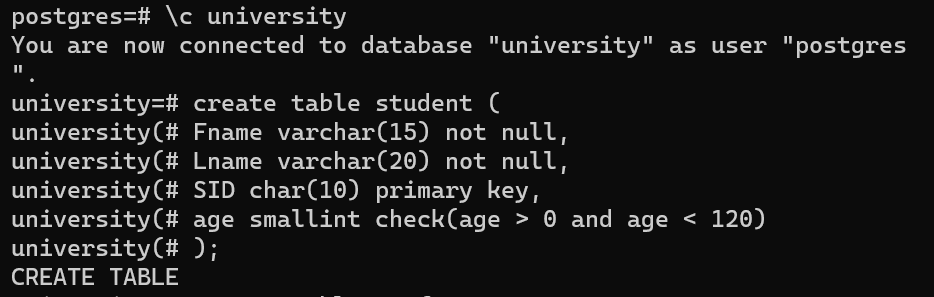 postgres=# \c university
You are now connected to database "university" as user "postgres
".
university=# create table student (
university(# Fname varchar(15) not null,
university(# Lname varchar(20) not null,
university(# SID char(10) primary key,
university(# age smallint check(age > 0 and age < 120)
university(# );
CREATE TABLE